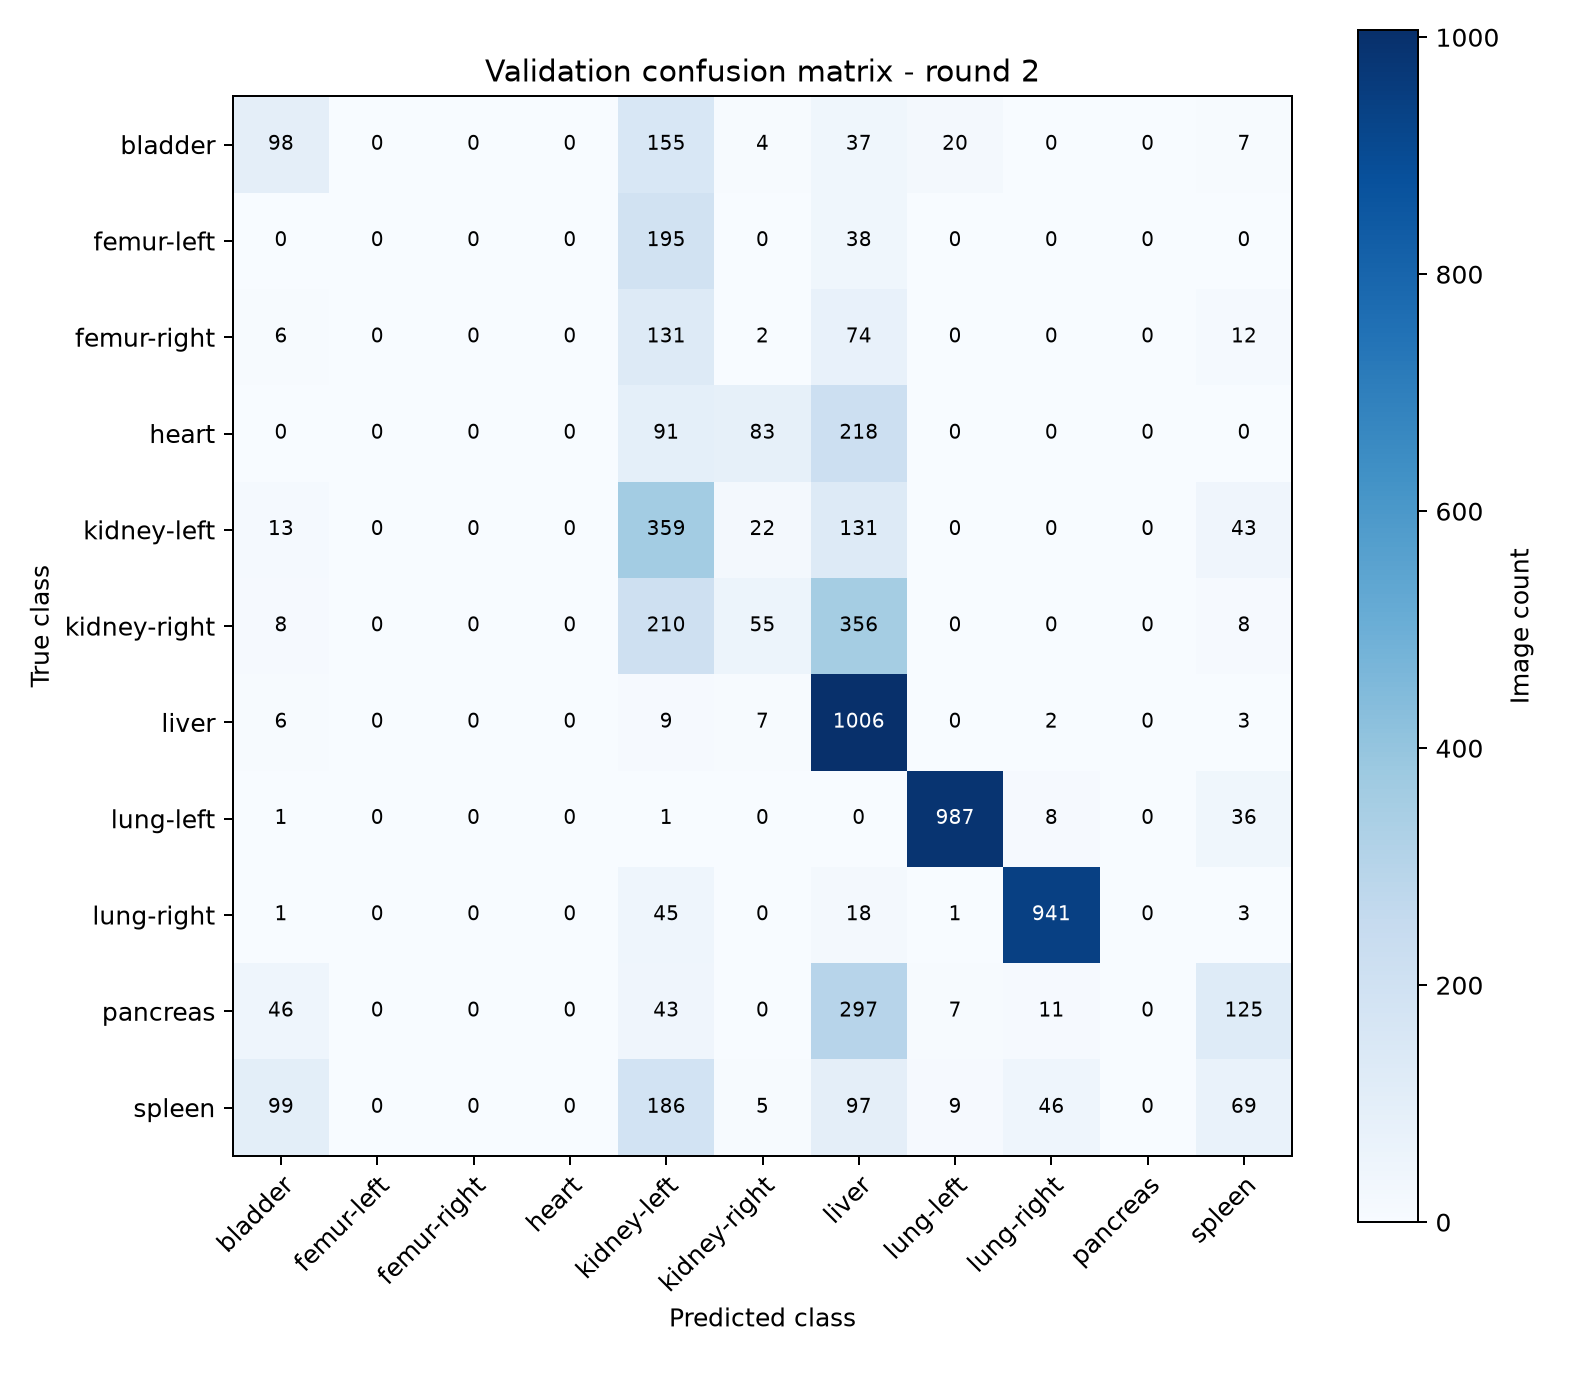 Validation confusion matrix - round 2
bladder 98 0 0 0 155 4 37 20 0 0 7
femur-left 0 0 0 0 195 0 38 0 0 0 0
femur-right 6 0 0 0 131 2 74 0 0 0 12
heart 0 0 0 0 91 83 218 0 0 0 0
kidney-left 13 0 0 0 359 22 131 0 0 0 43
kidney-right 8 0 0 0 210 55 356 0 0 0 8
liver 6 0 0 0 9 7 1006 0 2 0 3
lung-left 1 0 0 0 1 0 0 987 8 0 36
lung-right 1 0 0 0 45 0 18 1 941 0 3
pancreas 46 0 0 0 43 0 297 7 11 0 125
spleen 99 0 0 0 186 5 97 9 46 0 69
bladder femur-left femur-right heart kidney-left kidney-right liver lung-left lung-right pancreas spleen
Predicted class
True class
1000
800
600
400
200
0
Image count